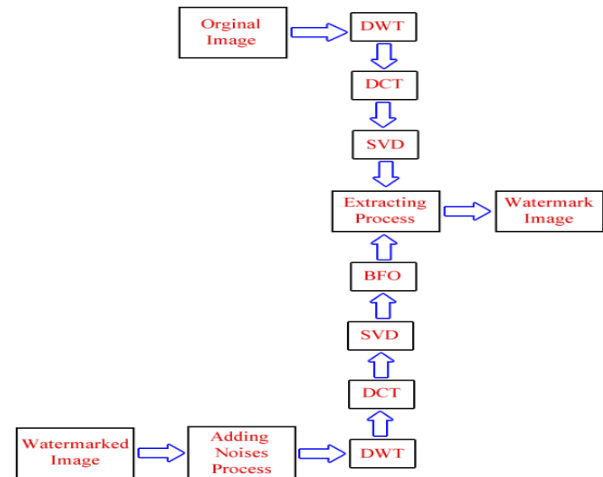 Orginal
Image
DWT
DCT
SVD
Extracting
Process
Watermark
Image
BFO
SVD
DCT
Watermarked
Image
Adding
Noises
Process
DWT